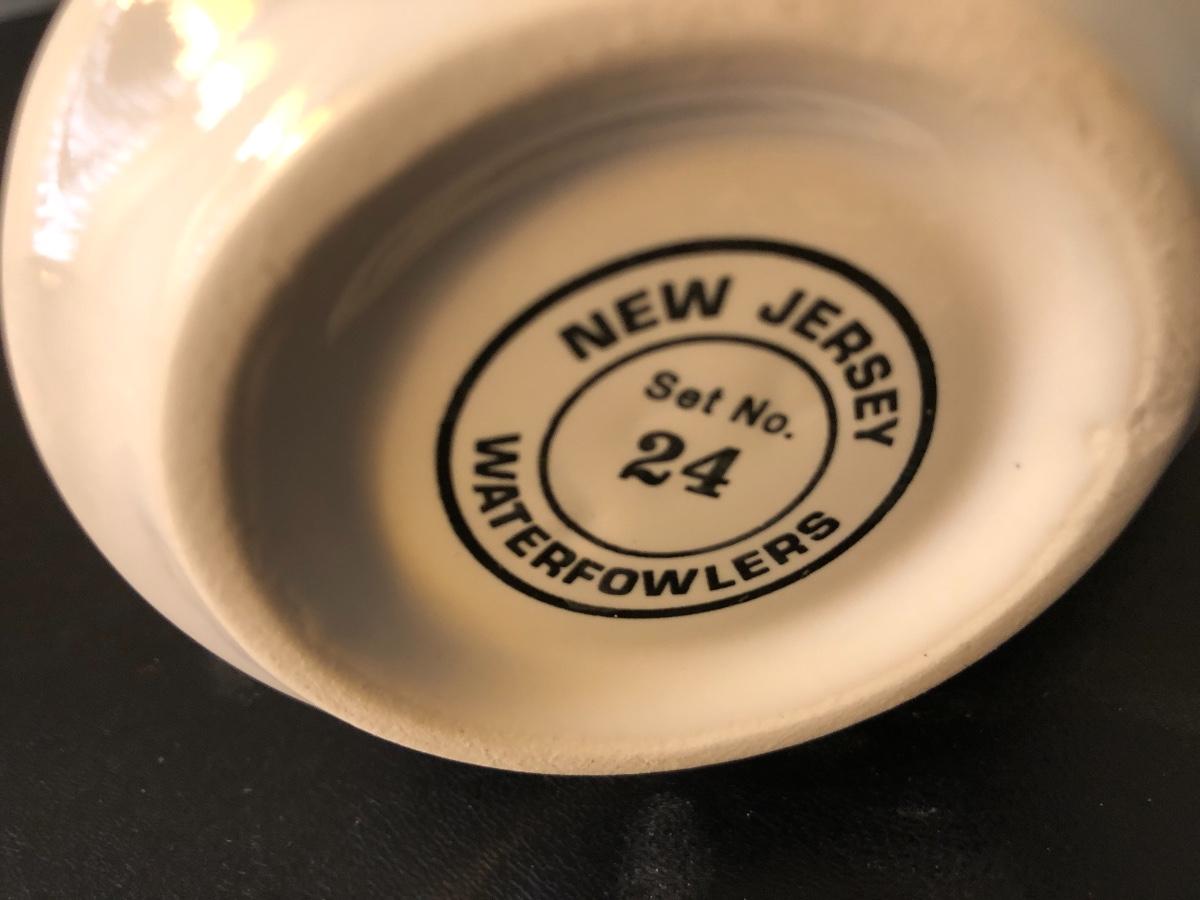 NEW JERSEY
Set No.
24
WATERFOWLERS